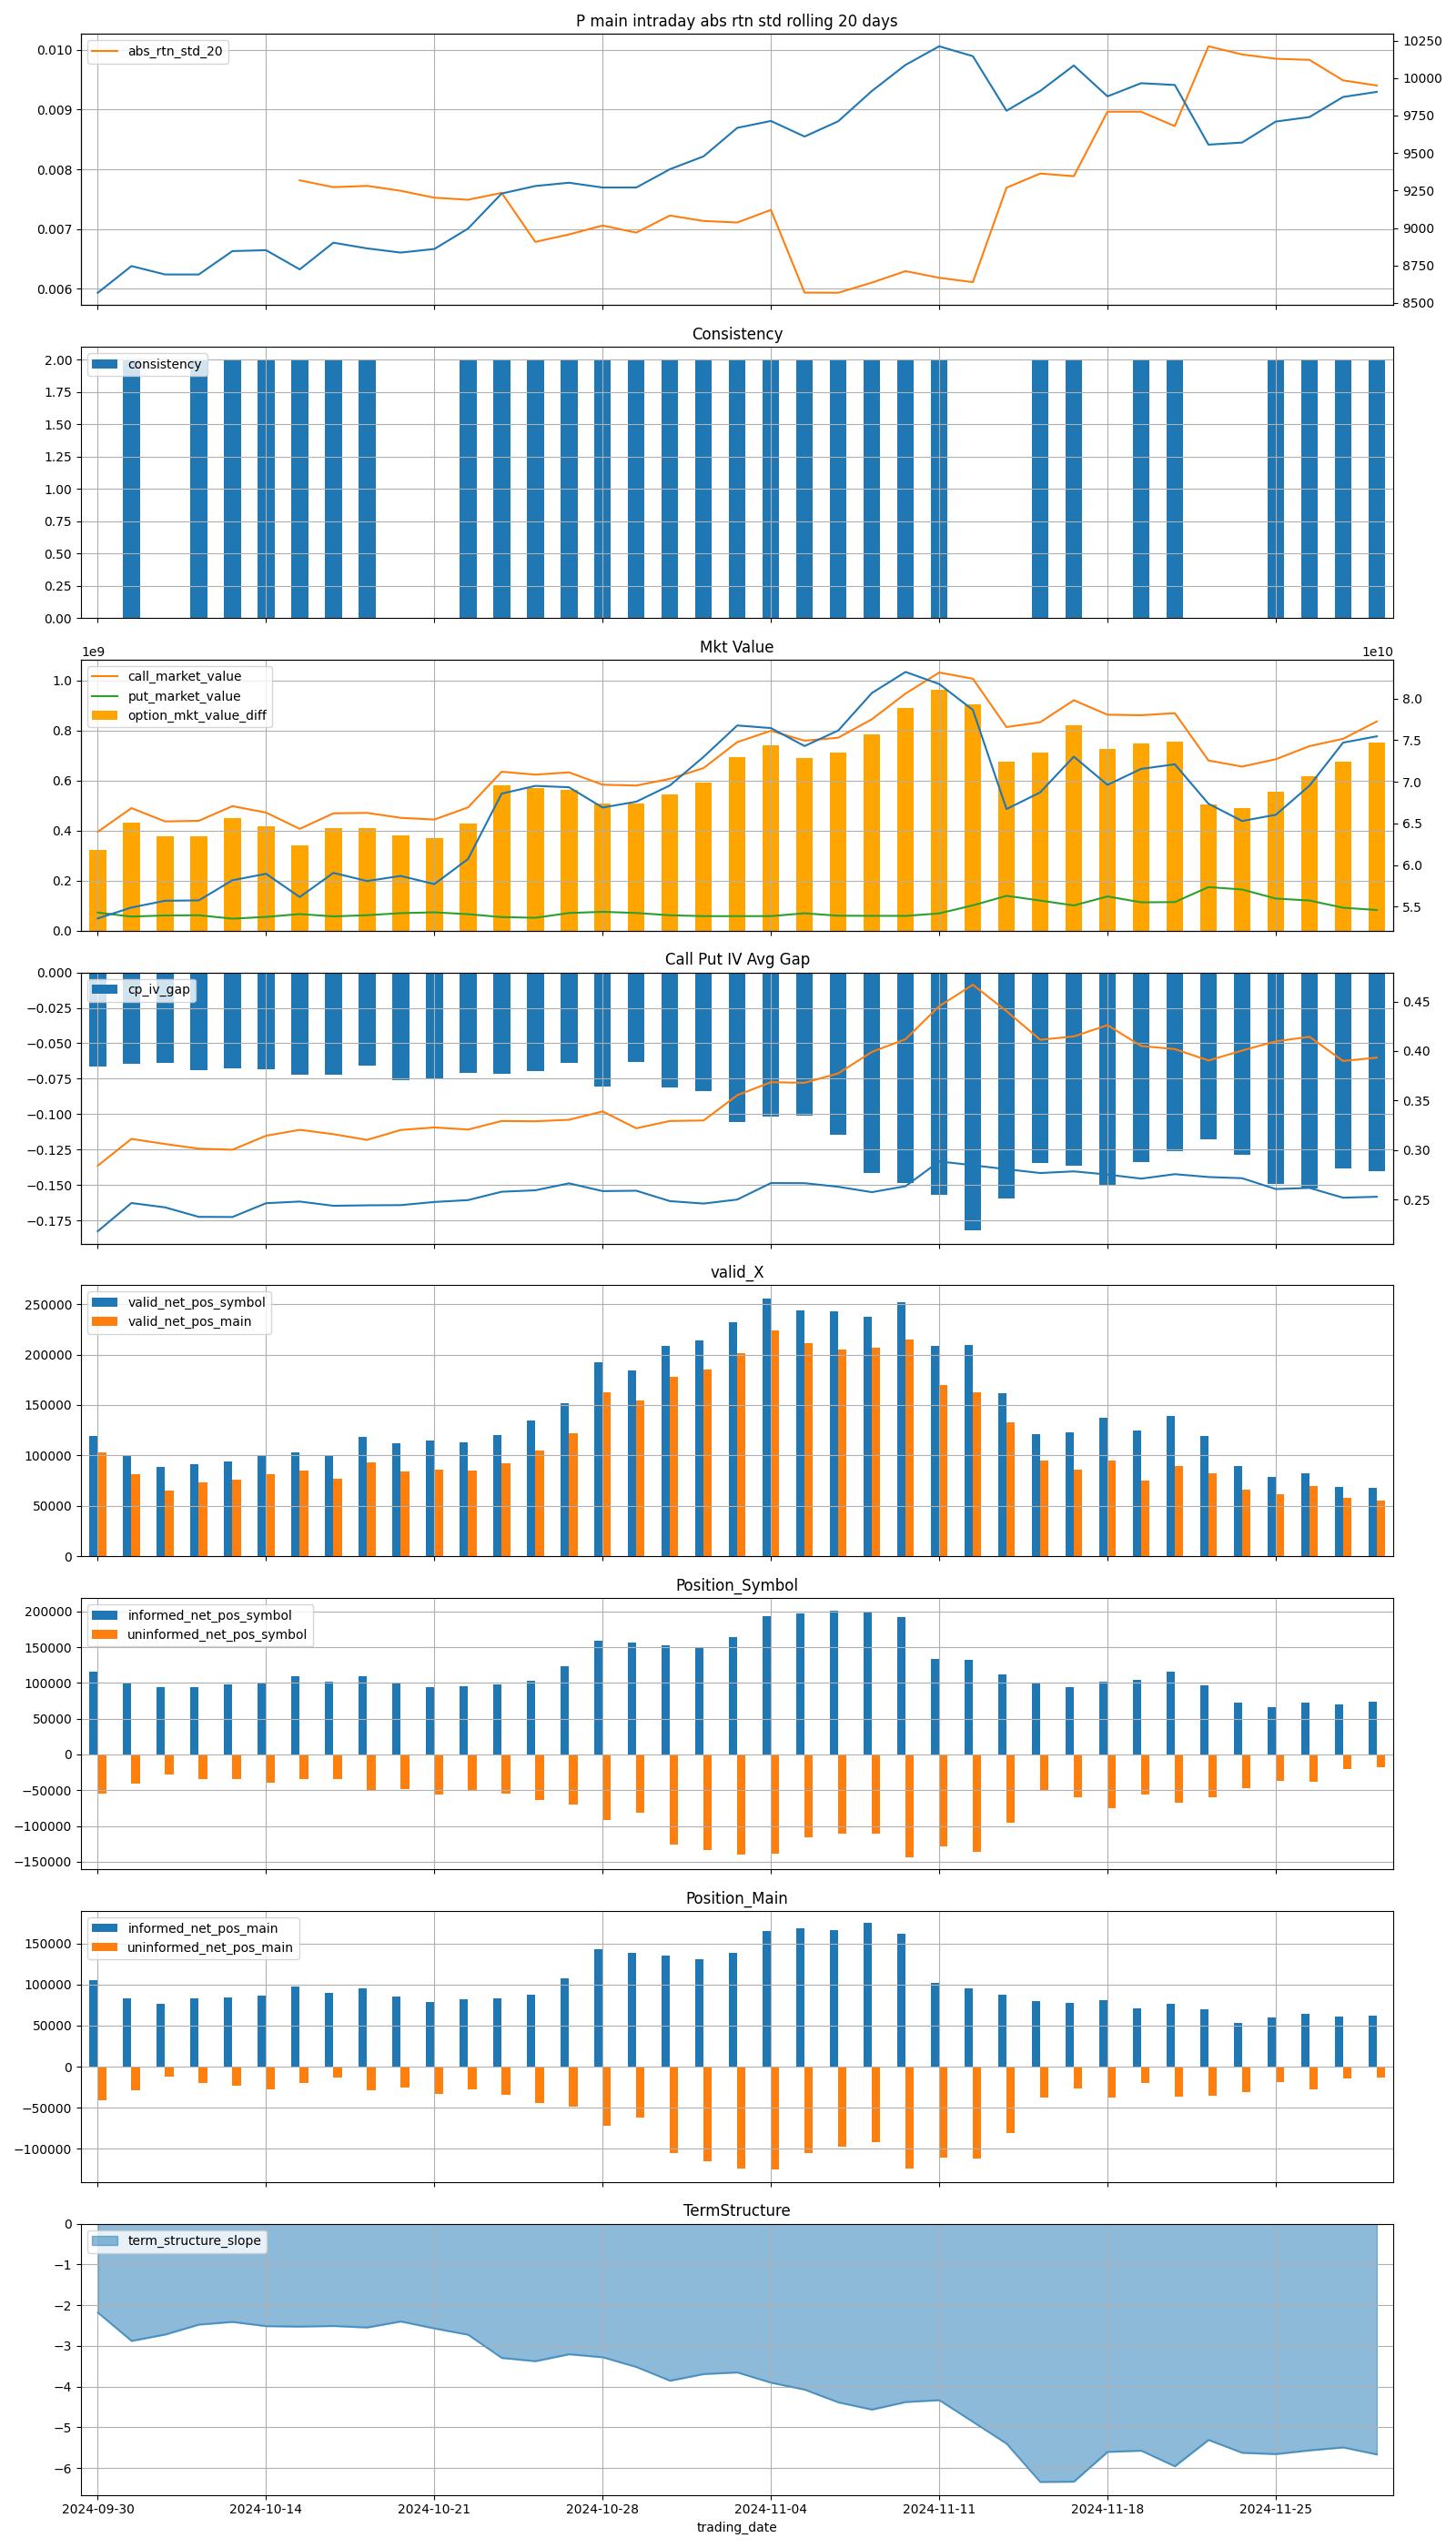 P main intraday abs rtn std rolling 20 days
abs_rtn_std_20
0.010
0.009
0.008
0.007
0.006
10250
10000
9750
9500
9250
9000
8750
8500
Consistency
consistency
2.00
1.75
1.50
1.25
1.00
0.75
0.50
0.25
0.00
Mkt Value
1e9
1e10
call_market_value
put_market_value
option_mkt_value_diff
1.0
0.8
0.6
0.4
0.2
0.0
8.0
7.5
7.0
6.5
6.0
5.5
Call Put IV Avg Gap
cp_iv_gap
0.000
−0.025
−0.050
−0.075
−0.100
−0.125
−0.150
−0.175
0.45
0.40
0.35
0.30
0.25
valid_X
valid_net_pos_symbol
valid_net_pos_main
250000
200000
150000
100000
50000
0
Position_Symbol
informed_net_pos_symbol
uninformed_net_pos_symbol
200000
150000
100000
50000
0
−50000
−100000
−150000
Position_Main
informed_net_pos_main
uninformed_net_pos_main
150000
100000
50000
0
−50000
−100000
TermStructure
term_structure_slope
0
−1
−2
−3
−4
−5
−6
2024-09-30 2024-10-14 2024-10-21 2024-10-28 2024-11-04 2024-11-11 2024-11-18 2024-11-25
trading_date